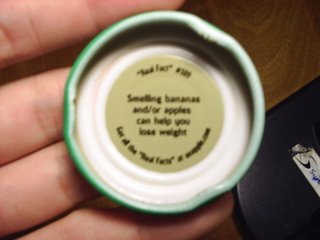 "Real Fact" #105
Smelling bananas
and/or apples
can help you
lose weight
Get all the "Real Facts" at snapple.com